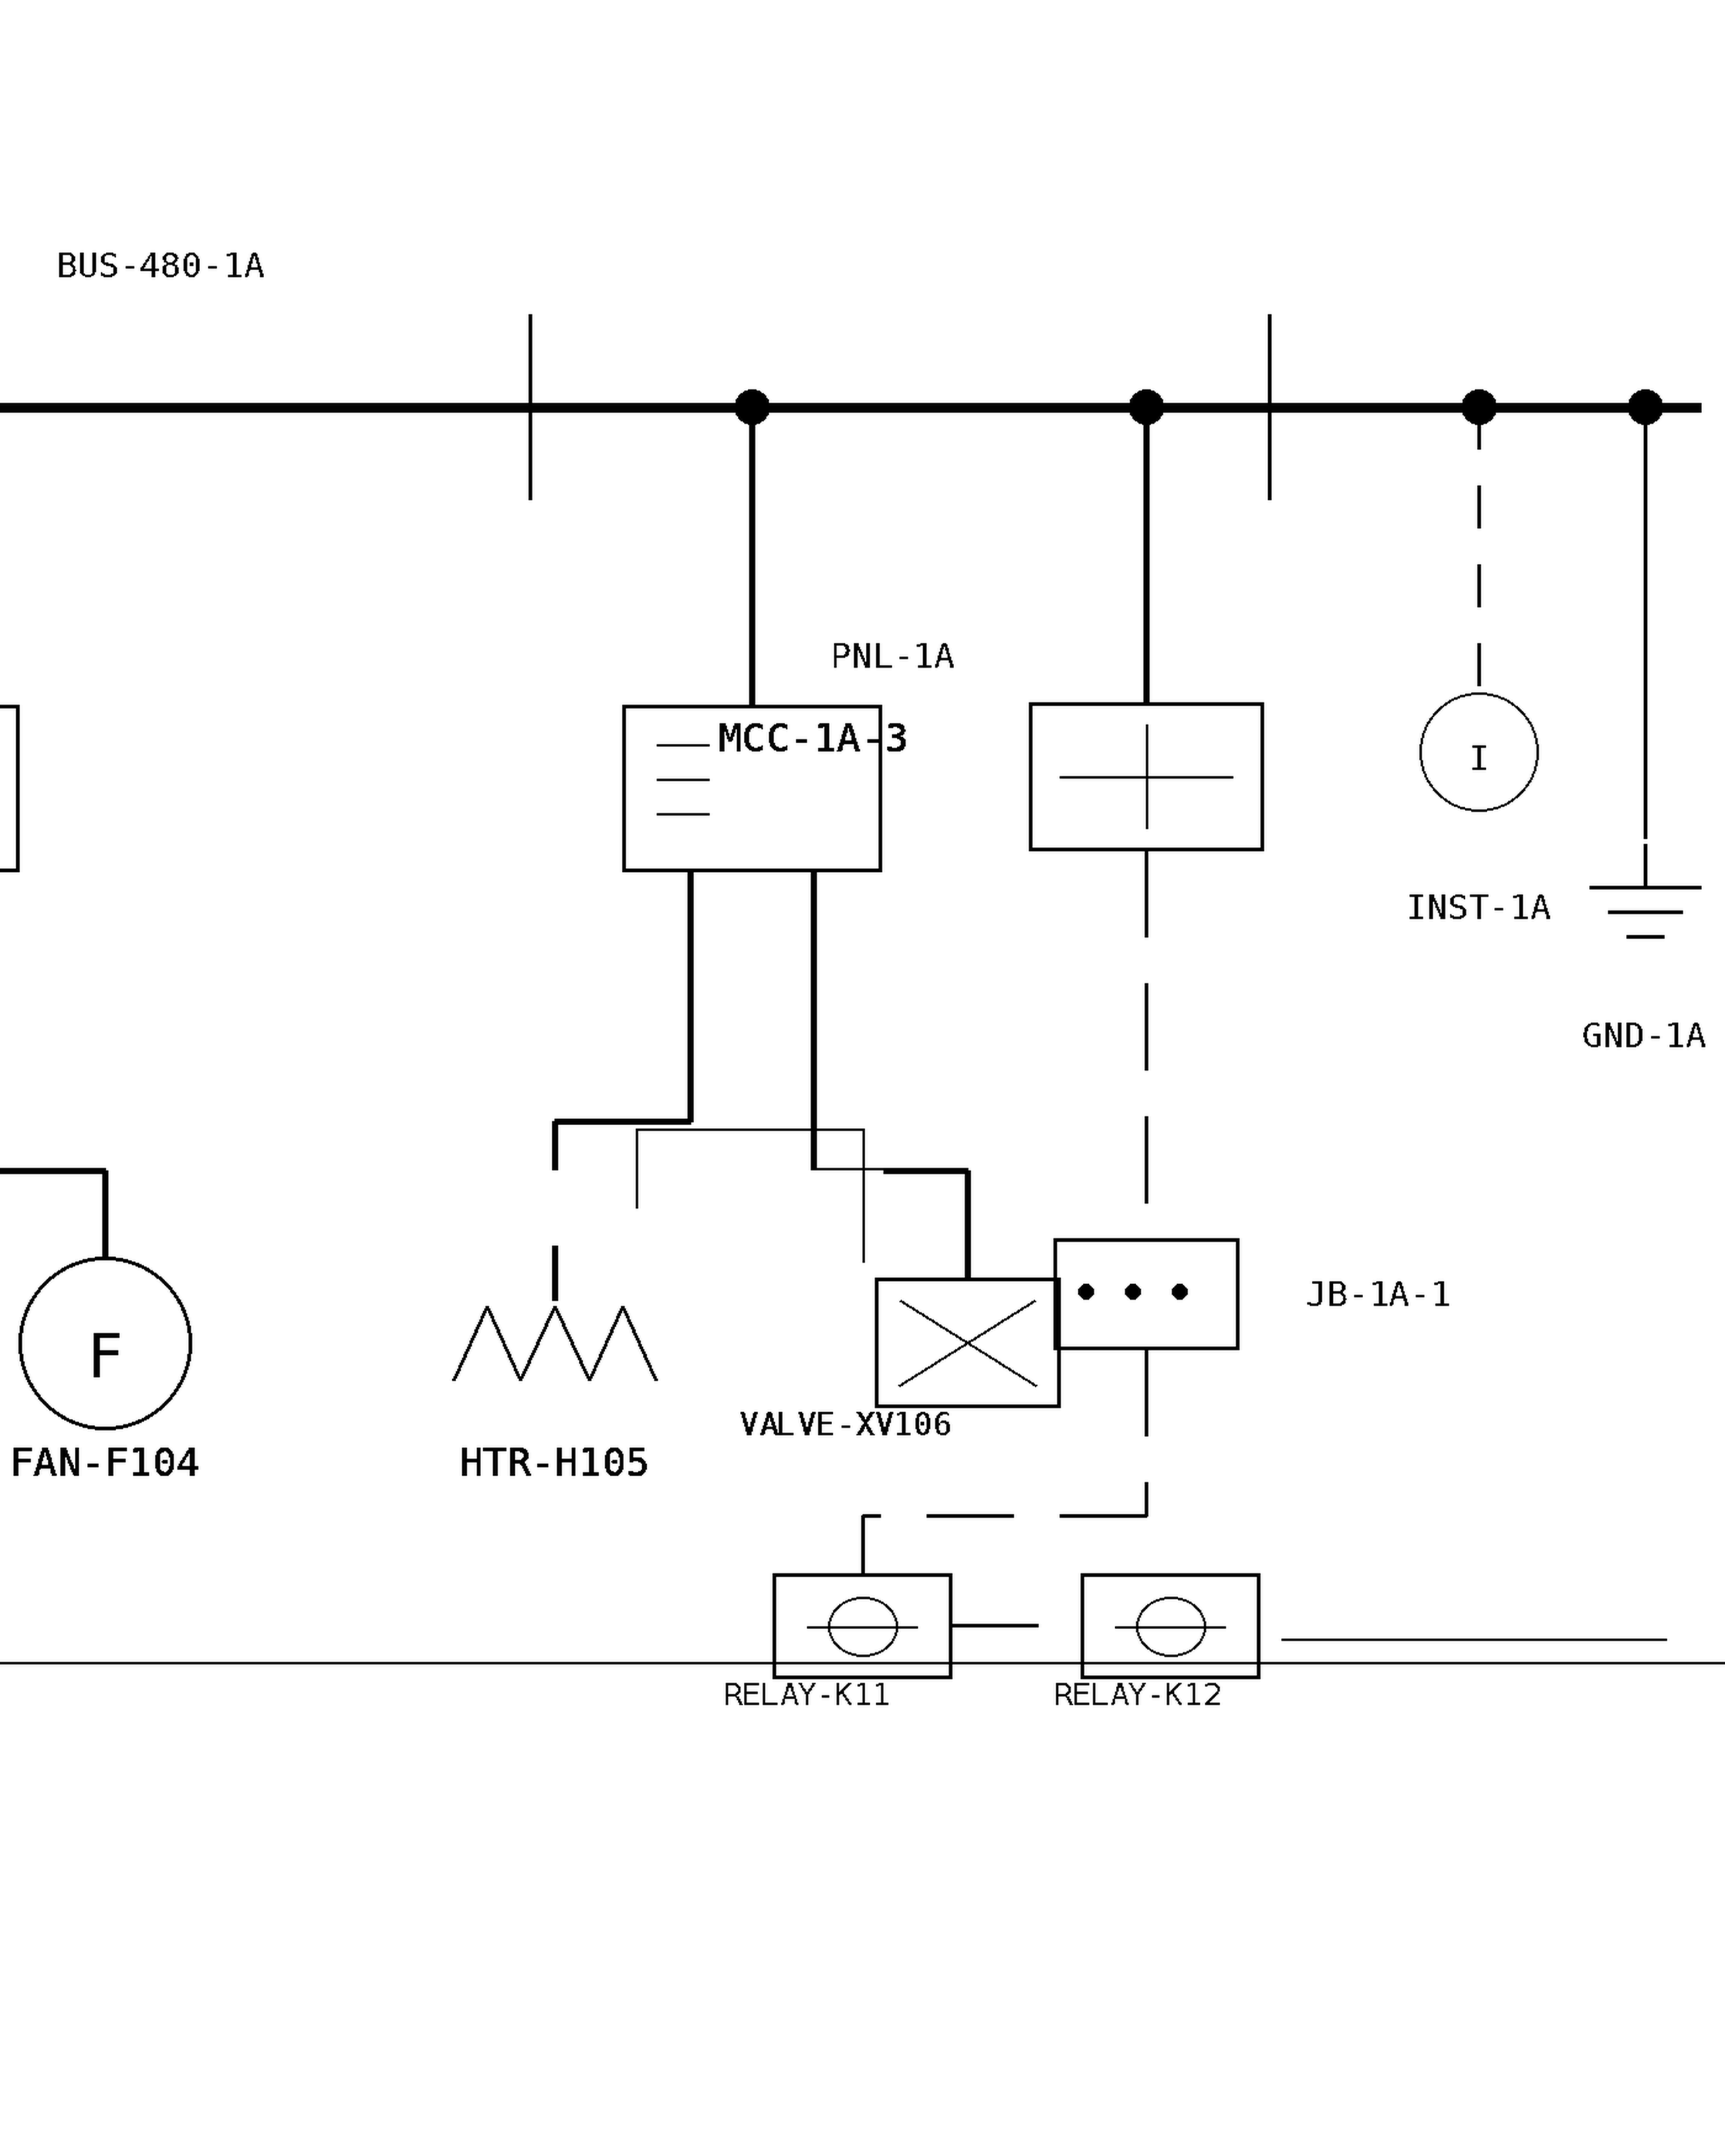 BUS-480-1A
PNL-1A
MCC-1A-3
I
INST-1A
GND-1A
JB-1A-1
F
VALVE-XV106
FAN-F104
HTR-H105
RELAY-K11
RELAY-K12